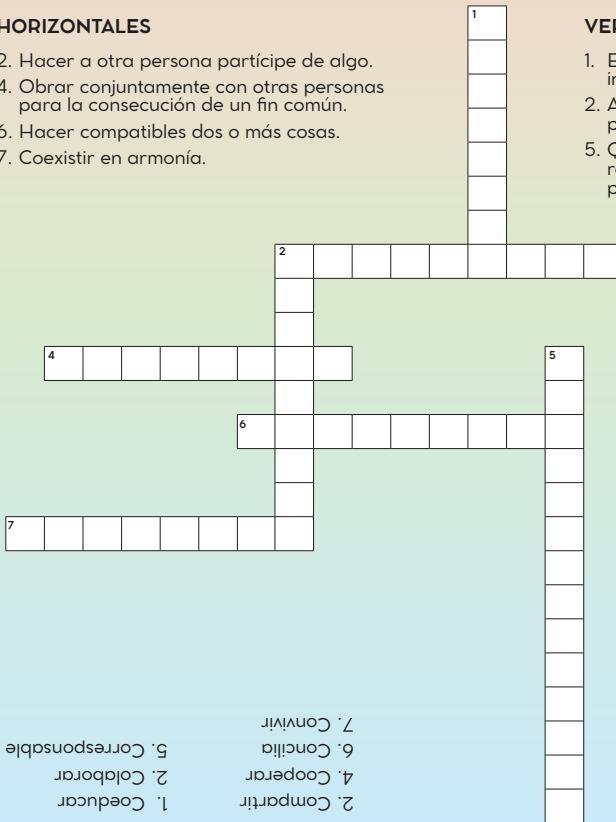 HORIZONTALES
2. Hacer a otra persona partícipe de algo.
4. Obrar conjuntamente con otras personas
para la consecución de un fin común.
6. Hacer compatibles dos o más cosas.
7. Coexistir en armonía.
1.
2.
5.
1
2
4
5
6
7
1. Coeducar
2. Colaborar
5. Corresponsable
2. Compartir
4. Cooperar
6. Concilia
7. Convivir